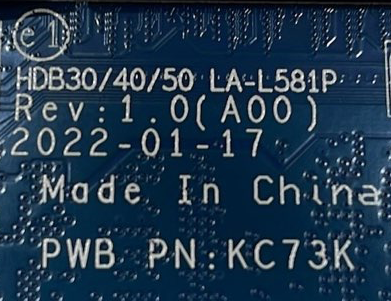 e1
HDB30/40/50 LA-L581P
Rev:1.0(A00)
2022-01-17
Made In China
PWB PN:KC73K